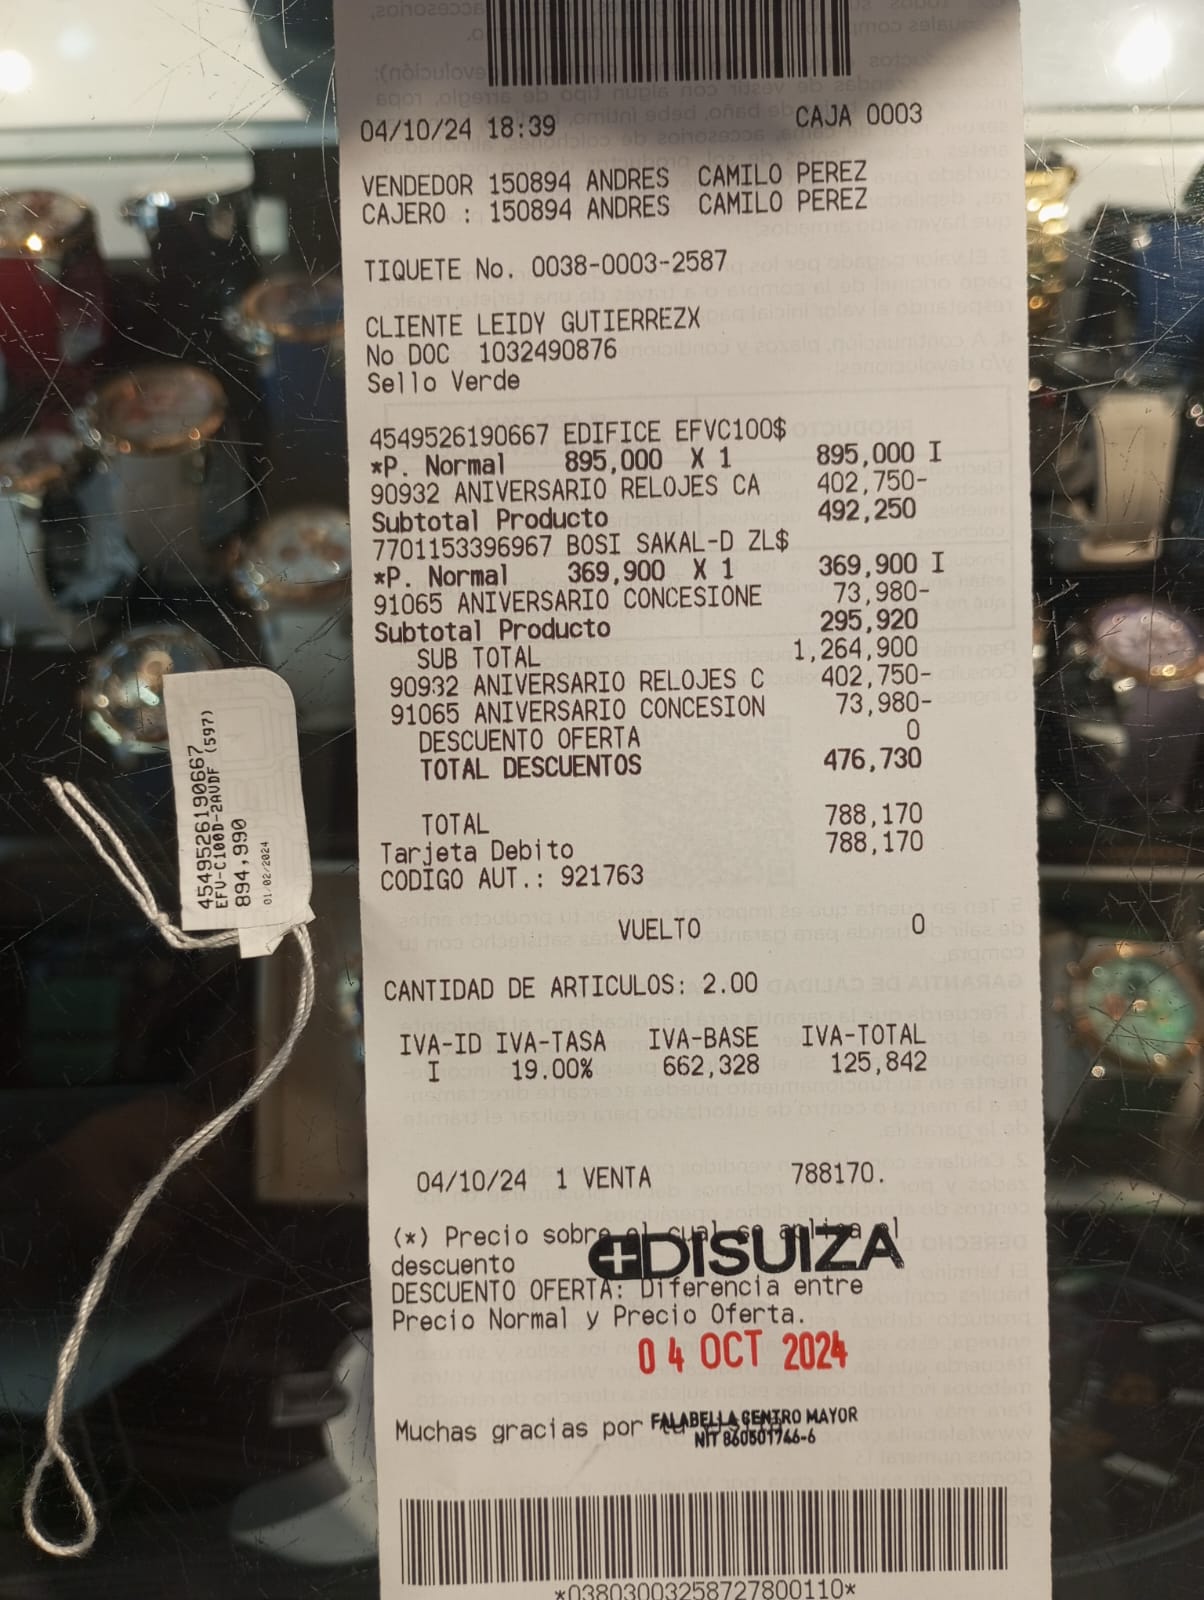 04/10/24 18:39 CAJA 0003
VENDEDOR 150894 ANDRES CAMILO PEREZ
CAJERO : 150894 ANDRES CAMILO PEREZ
TIQUETE No. 0038-0003-2587
CLIENTE LEIDY GUTIERREZX
No DOC 1032490876
Sello Verde
4549526190667 EDIFICE EFVC100$
*P. Normal 895,000 X 1 895,000 I
90932 ANIVERSARIO RELOJES CA 402,750-
Subtotal Producto 492,250
7701153396967 BOSI SAKAL-D ZL$
*P. Normal 369,900 X 1 369,900 I
91065 ANIVERSARIO CONCESIONE 73,980-
Subtotal Producto 295,920
SUB TOTAL 1,264,900
90932 ANIVERSARIO RELOJES C 402,750-
91065 ANIVERSARIO CONCESION 73,980-
DESCUENTO OFERTA 0
TOTAL DESCUENTOS 476,730
TOTAL 788,170
Tarjeta Debito 788,170
CODIGO AUT.: 921763
VUELTO 0
CANTIDAD DE ARTICULOS: 2.00
IVA-ID IVA-TASA IVA-BASE IVA-TOTAL
I 19.00% 662,328 125,842
04/10/24 1 VENTA 788170.
(*) Precio sobre el cual se aplica el
descuento
DISUIZA
DESCUENTO OFERTA: Diferencia entre
Precio Normal y Precio Oferta.
04 OCT 2024
Muchas gracias por
FALABELLA CENTRO MAYOR
NIT 860501746-6
*03803003258727800110*
4549526190667
EFV-C100D-2AVDF (597)
894,990
01/02/2024